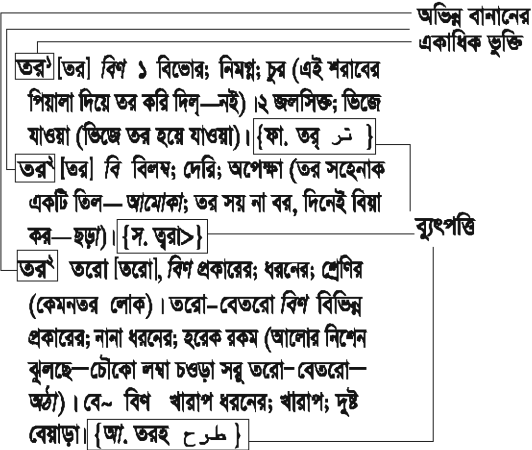 অভিন্ন বানানের
একাধিক ভুক্তি
তর¹ [তর] বিণ ১ বিভোর; নিমগ্ন; চুর (এই শরাবের
পিয়ালা দিয়ে তর করি দিল্—নই)।২ জলসিক্ত; ভিজে
যাওয়া (ভিজে তর হয়ে যাওয়া)। {ফা. তর্ تر }
তর² [তর] বি বিলম্ব; দেরি; অপেক্ষা (তর সহেনাক
একটি তিল—আমোকা; তর সয় না বর, দিনেই বিয়া
কর—ছড়া)। {স. ত্বরা>}
ব্যুৎপত্তি
তর² তরো [তরো], বিণ প্রকারের; ধরনের; শ্রেণির
(কেমনতর লোক)। তরো-বেতরো বিণ বিভিন্ন
প্রকারের; নানা ধরনের; হরেক রকম (আলোর নিশেন
ঝুলছে—চৌকো লম্বা চওড়া সরু তরো-বেতরো—
অঠা)। বে~ বিণ খারাপ ধরনের; খারাপ; দুষ্ট
বেয়াড়া। {আ. তরহ طرح }